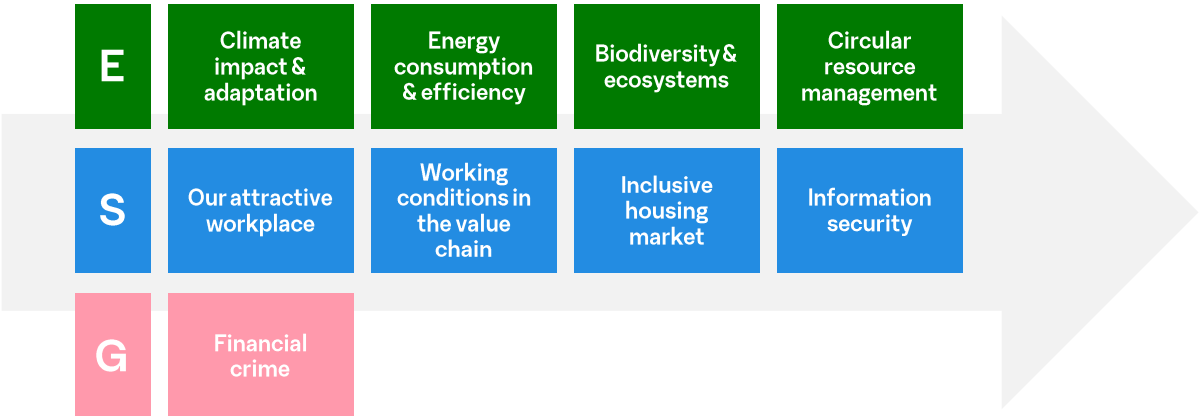 E
Climate
impact &
adaptation
Energy
consumption
& efficiency
Biodiversity &
ecosystems
Circular
resource
management
S
Our attractive
workplace
Working
conditions in
the value
chain
Inclusive
housing
market
Information
security
G
Financial
crime